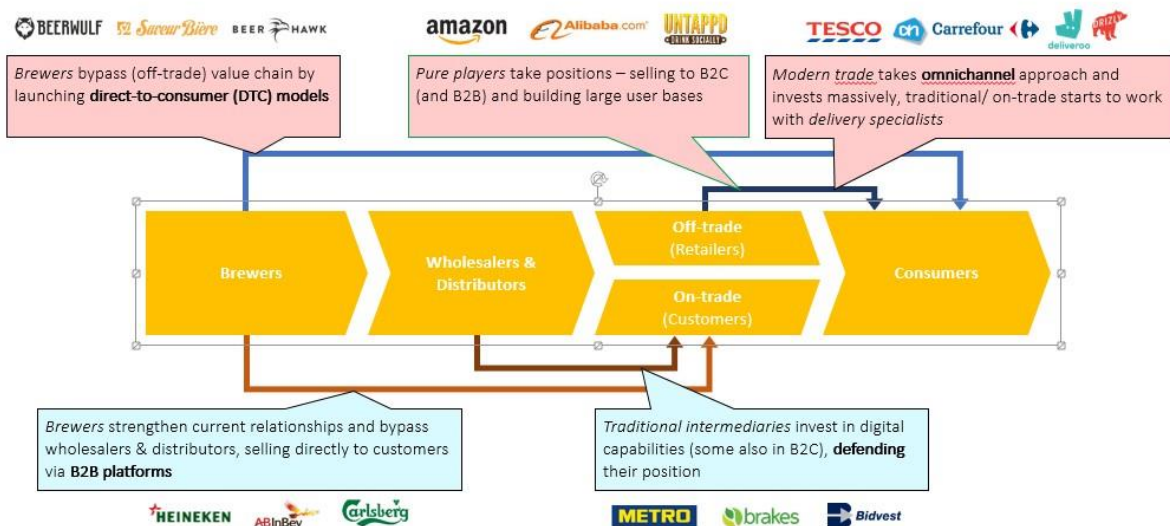 BEERWULF
Saveur Bière
BEER HAWK
amazon
Alibaba.com®
UNTAPPD
DRINK SOCIALLY
TESCO
ah
Carrefour
deliveroo
DRIZLY
Brewers bypass (off-trade) value chain by
launching direct-to-consumer (DTC) models
Pure players take positions – selling to B2C
(and B2B) and building large user bases
Modern trade takes omnichannel approach and
invests massively, traditional/ on-trade starts to work
with delivery specialists
Brewers
Wholesalers &
Distributors
Off-trade
(Retailers)
On-trade
(Customers)
Consumers
Brewers strengthen current relationships and bypass
wholesalers & distributors, selling directly to customers
via B2B platforms
Traditional intermediaries invest in digital
capabilities (some also in B2C), defending
their position
HEINEKEN
ABInBev
Carlsberg
METRO
brakes
Bidvest